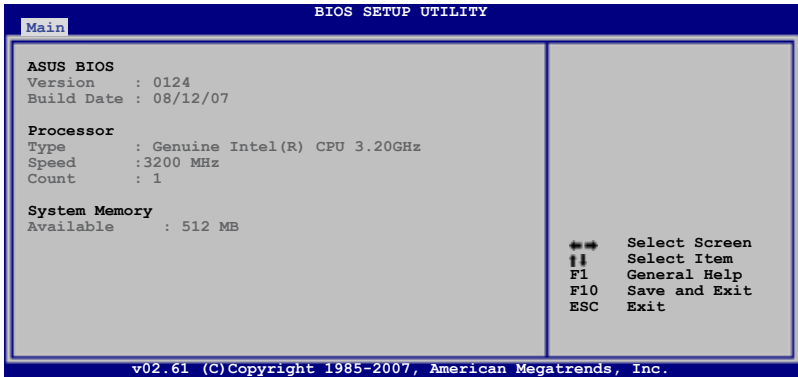 BIOS SETUP UTILITY
Main
ASUS BIOS
Version : 0124
Build Date : 08/12/07
Processor
Type : Genuine Intel(R) CPU 3.20GHz
Speed :3200 MHz
Count : 1
System Memory
Available : 512 MB
←→ Select Screen
↑↓ Select Item
F1 General Help
F10 Save and Exit
ESC Exit
v02.61 (C)Copyright 1985-2007, American Megatrends, Inc.